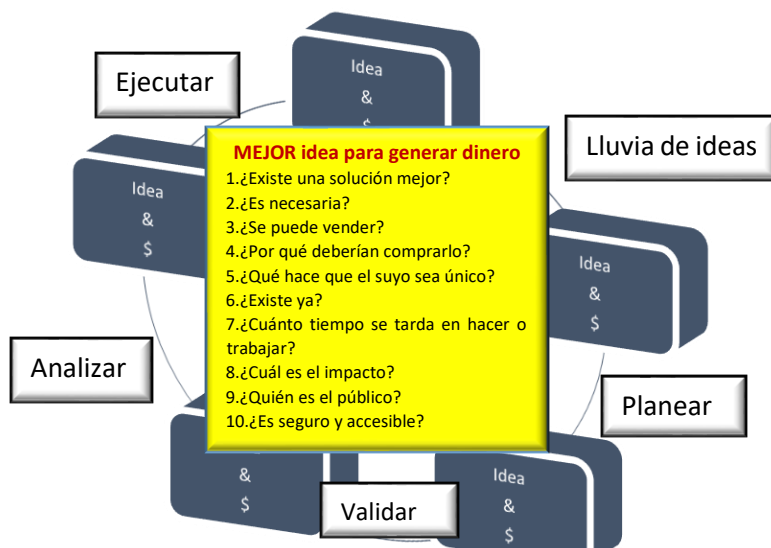 Idea
&
Ejecutar
Lluvia de ideas
MEJOR idea para generar dinero
1.¿Existe una solución mejor?
2.¿Es necesaria?
3.¿Se puede vender?
4.¿Por qué deberían comprarlo?
5.¿Qué hace que el suyo sea único?
6.¿Existe ya?
7.¿Cuánto tiempo se tarda en hacer o
trabajar?
8.¿Cuál es el impacto?
9.¿Quién es el público?
10.¿Es seguro y accesible?
Idea
&
$
Idea
&
$
Analizar
Planear
&
$
Validar
Idea
&
$